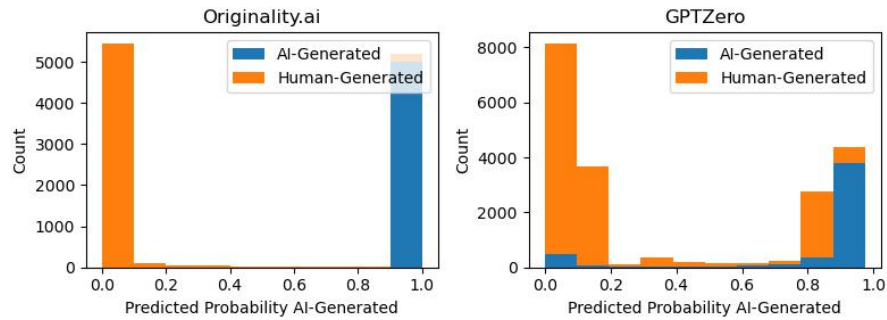 Originality.ai
5000
4000
3000
2000
1000
0
Count
AI-Generated
Human-Generated
0.0 0.2 0.4 0.6 0.8 1.0
Predicted Probability AI-Generated
GPTZero
8000
6000
4000
2000
0
Count
AI-Generated
Human-Generated
0.0 0.2 0.4 0.6 0.8 1.0
Predicted Probability AI-Generated